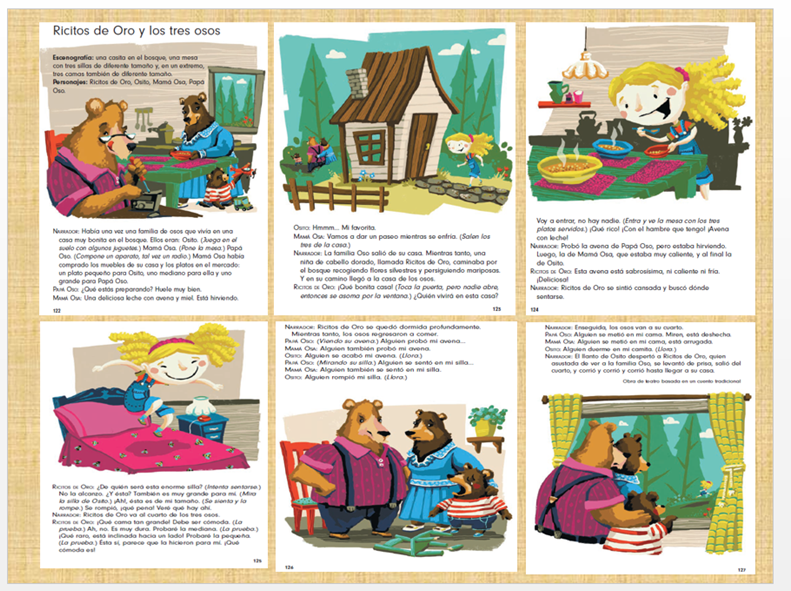 Ricitos de Oro y los tres osos
Escenografía: una casita en el bosque, una mesa
con tres sillas de diferente tamaño y, en un extremo,
tres camas también de diferente tamaño.
Personajes: Ricitos de Oro, Osito, Mamá Osa, Papá
Oso.
NARRADOR: Había una vez una familia de osos que vivía en una
casa muy bonita en el bosque. Ellos eran: Osito. (Juega en el
suelo con algunos juguetes.) Mamá Osa. (Pone la mesa.) Papá
Oso. (Compone un aparato, tal vez un radio.) Mamá Osa había
comprado los muebles de su casa y los platos en el mercado:
un plato pequeño para Osito, uno mediano para ella y uno
grande para Papá Oso.
PAPÁ OSO: ¿Qué estás preparando? Huele muy bien.
MAMÁ OSA: Una deliciosa leche con avena y miel. Está hirviendo.
122
OSITO: Hmmm... Mi favorita.
MAMÁ OSA: Vamos a dar un paseo mientras se enfría. (Salen los
tres de la casa.)
NARRADOR: La familia Oso salió de su casa. Mientras tanto, una
niña de cabello dorado, llamada Ricitos de Oro, caminaba por
el bosque recogiendo flores silvestres y persiguiendo mariposas.
Y en su camino llegó a la casa de los osos.
RICITOS DE ORO: ¡Qué bonita casa! (Toca la puerta, pero nadie abre,
entonces se asoma por la ventana.) ¿Quién vivirá en esta casa?
123
Voy a entrar, no hay nadie. (Entra y ve la mesa con los tres
platos servidos.) ¡Qué rico! ¡Con el hambre que tengo! ¡Avena
con leche!
NARRADOR: Probó la avena de Papá Oso, pero estaba hirviendo.
Luego, la de Mamá Osa, que estaba muy caliente, y al final la
de Osito.
RICITOS DE ORO: Esta avena está sabrosísima, ni caliente ni fría.
¡Deliciosa!
NARRADOR: Ricitos de Oro se sintió cansada y buscó dónde
sentarse.
124
RICITOS DE ORO: ¿De quién será esta enorme silla? (Intenta sentarse.)
No la alcanzo. ¿Y ésta? También es muy grande para mí. (Mira
la silla de Osito.) ¡Ah!, ésta es de mi tamaño. (Se sienta y la
rompe.) Se rompió, ¡qué pena! Veré qué hay ahí.
NARRADOR: Ricitos de Oro va al cuarto de los tres osos.
RICITOS DE ORO: ¡Qué cama tan grande! Debe ser cómoda. (La
prueba.) Ah, no. Es muy dura. Probaré la mediana. (La prueba.)
¡Qué raro, está inclinada hacia un lado! Probaré la pequeña.
(La prueba.) Esta sí, parece que la hicieron para mí. ¡Qué
cómoda es!
125
NARRADOR: Ricitos de Oro se quedó dormida profundamente.
Mientras tanto, los osos regresaron a comer.
PAPÁ OSO: (Viendo su avena.) Alguien probó mi avena...
MAMÁ OSA: Alguien también probó mi avena.
OSITO: Alguien se acabó mi avena. (Llora.)
PAPÁ OSO: (Mirando su silla.) Alguien se sentó en mi silla...
MAMÁ OSA: Alguien también se sentó en mi silla.
OSITO: Alguien rompió mi silla. (Llora.)
126
NARRADOR: Enseguida, los osos van a su cuarto.
PAPÁ OSO: Alguien se metió en mi cama. Miren, está deshecha.
MAMÁ OSA: Alguien se metió en mi cama, está arrugada.
OSITO: Alguien duerme en mi camita. (Llora.)
NARRADOR: El llanto de Osito despertó a Ricitos de Oro, quien
asustada de ver a la familia Oso, se levantó de prisa, salió del
cuarto, y corrió y corrió y corrió hasta llegar a su casa.
Obra de teatro basada en un cuento tradicional
127